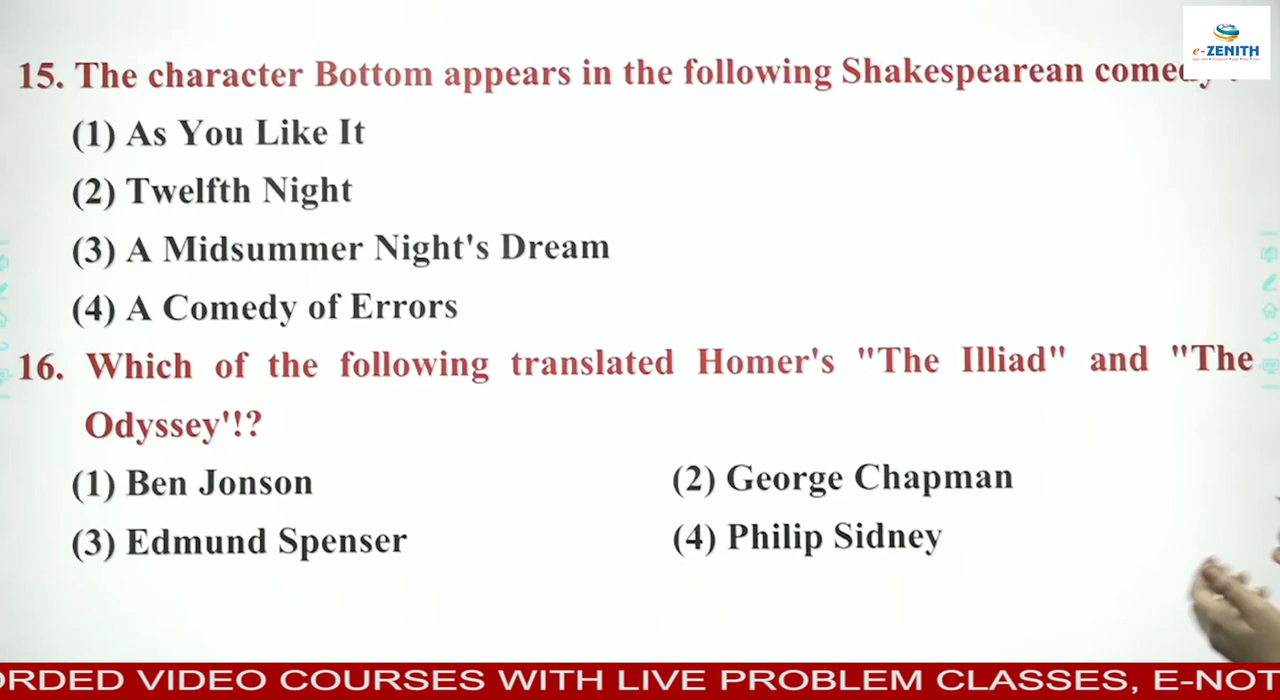 e-ZENITH
15. The character Bottom appears in the following Shakespearean comedy ?
(1) As You Like It
(2) Twelfth Night
(3) A Midsummer Night's Dream
(4) A Comedy of Errors
16. Which of the following translated Homer's "The Illiad" and "The
Odyssey'!?
(1) Ben Jonson (2) George Chapman
(3) Edmund Spenser (4) Philip Sidney
ORDED VIDEO COURSES WITH LIVE PROBLEM CLASSES, E-NOT